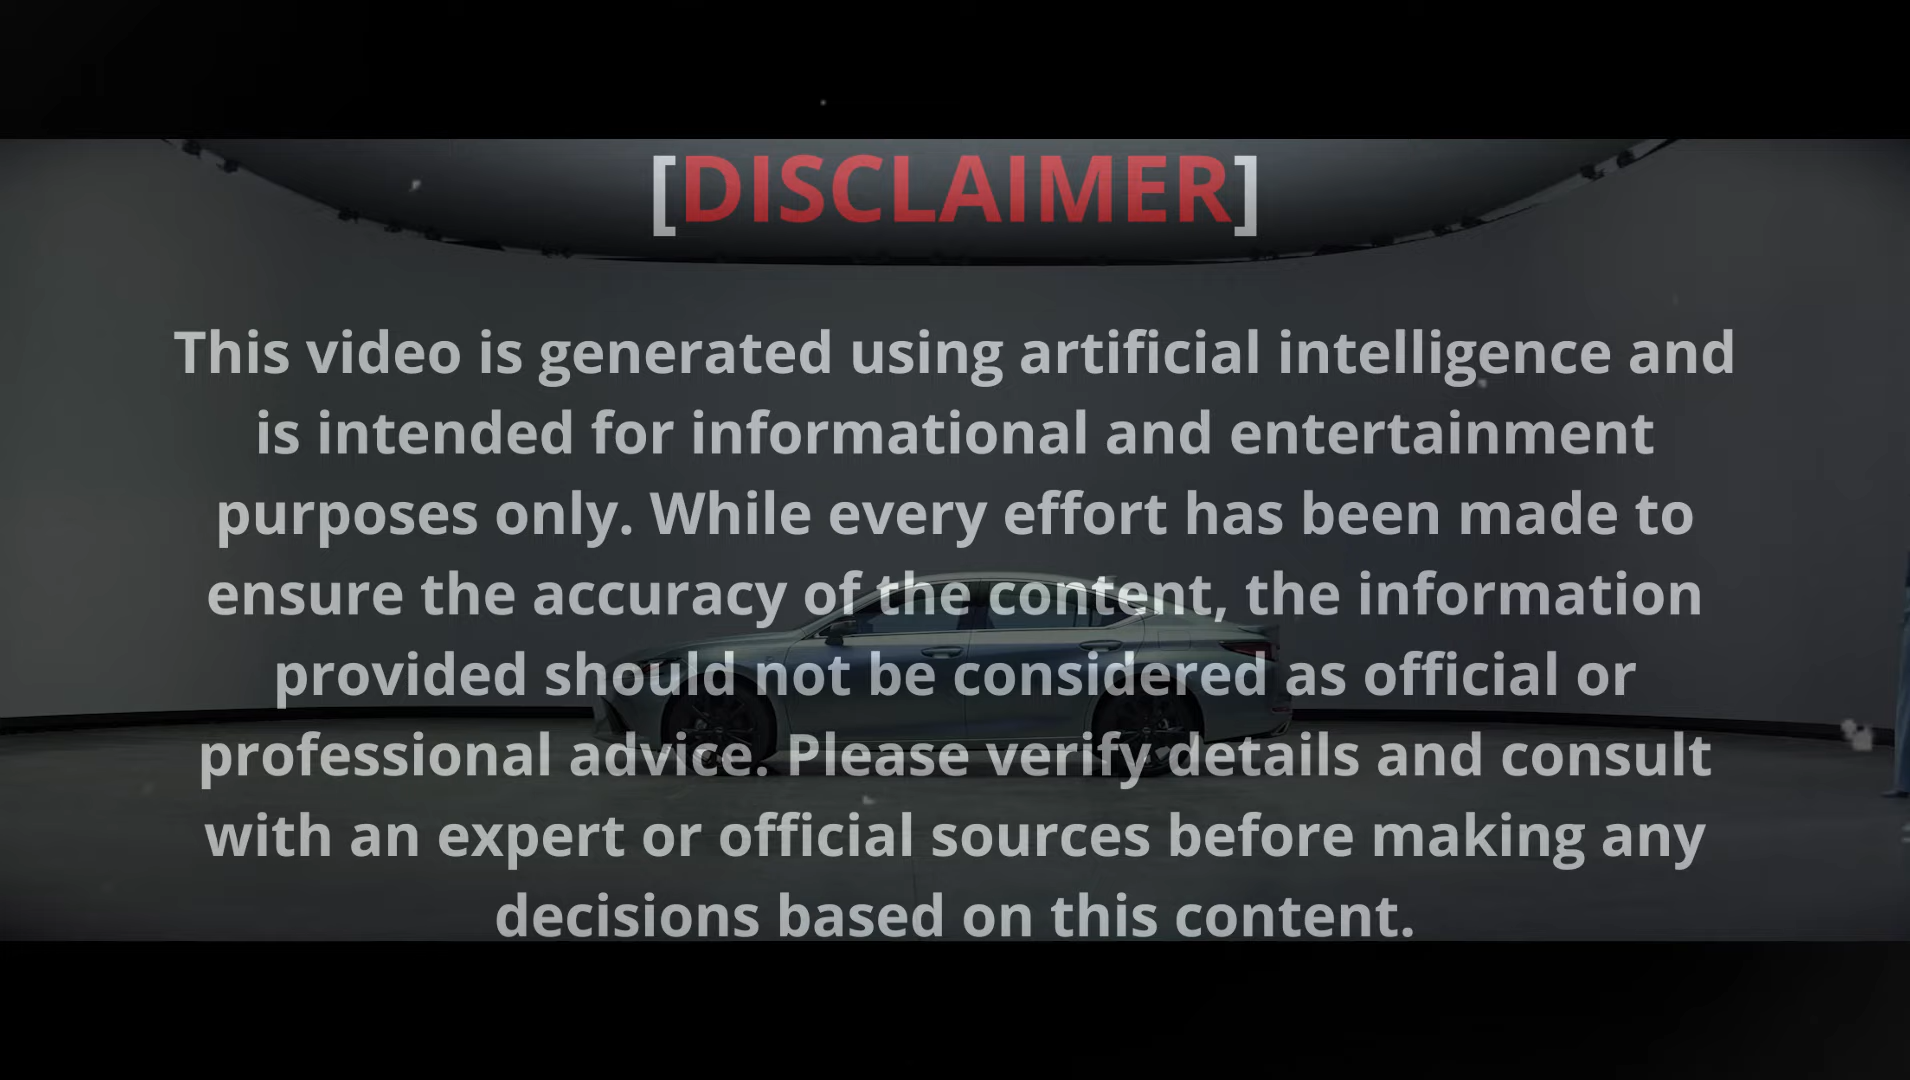 [DISCLAIMER]
This video is generated using artificial intelligence and
is intended for informational and entertainment
purposes only. While every effort has been made to
ensure the accuracy of the content, the information
provided should not be considered as official or
professional advice. Please verify details and consult
with an expert or official sources before making any
decisions based on this content.